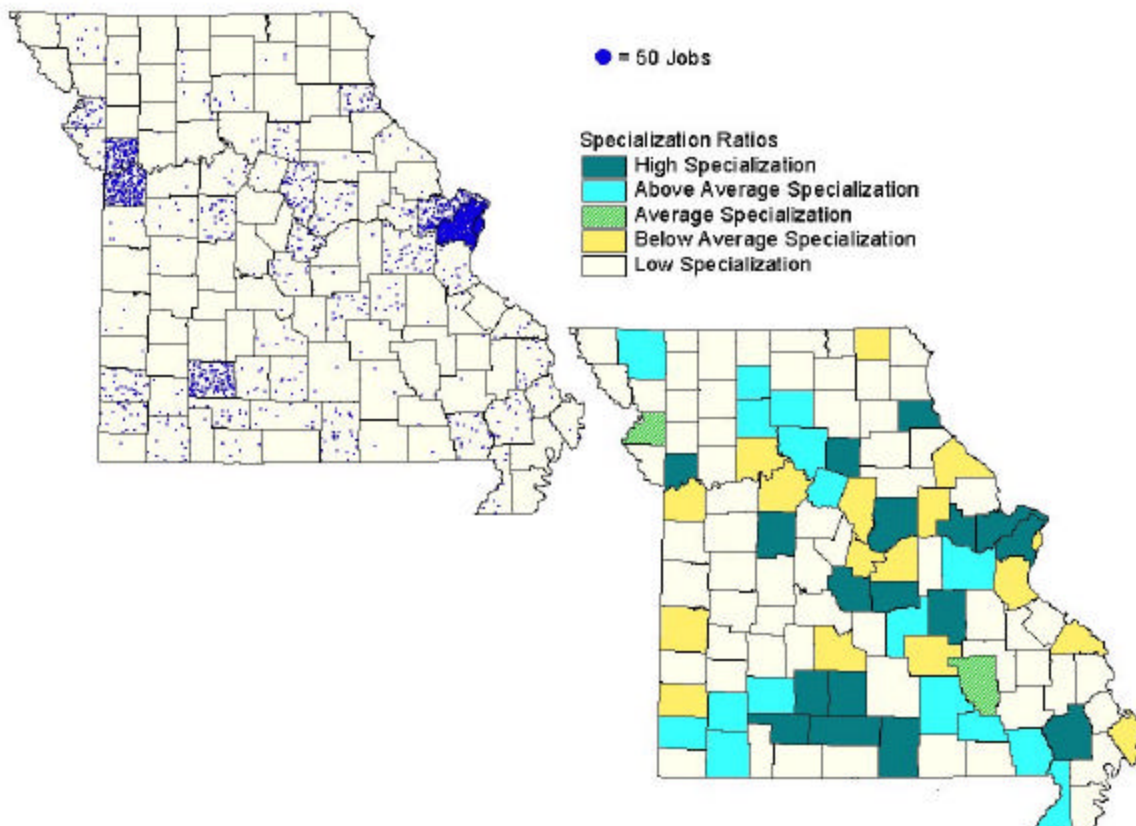 = 50 Jobs
Specialization Ratios
High Specialization
Above Average Specialization
Average Specialization
Below Average Specialization
Low Specialization